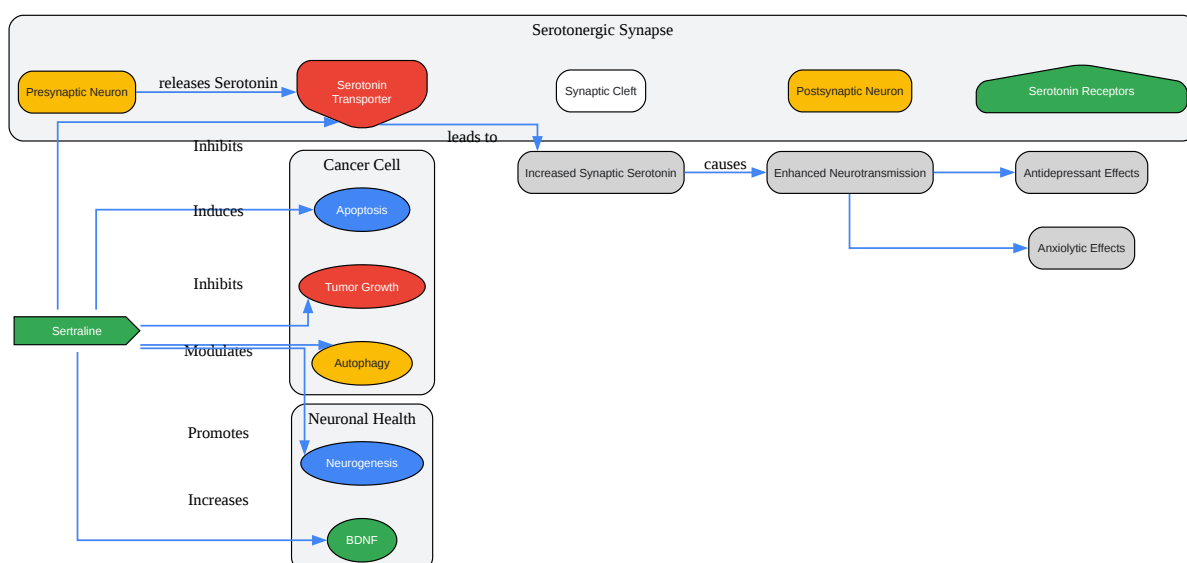 Serotonergic Synapse
Presynaptic Neuron
releases Serotonin
Serotonin
Transporter
Synaptic Cleft
Postsynaptic Neuron
Serotonin Receptors
Inhibits
leads to
Cancer Cell
Increased Synaptic Serotonin
causes
Enhanced Neurotransmission
Antidepressant Effects
Induces
Apoptosis
Anxiolytic Effects
Inhibits
Tumor Growth
Sertraline
Modulates
Autophagy
Neuronal Health
Promotes
Neurogenesis
Increases
BDNF